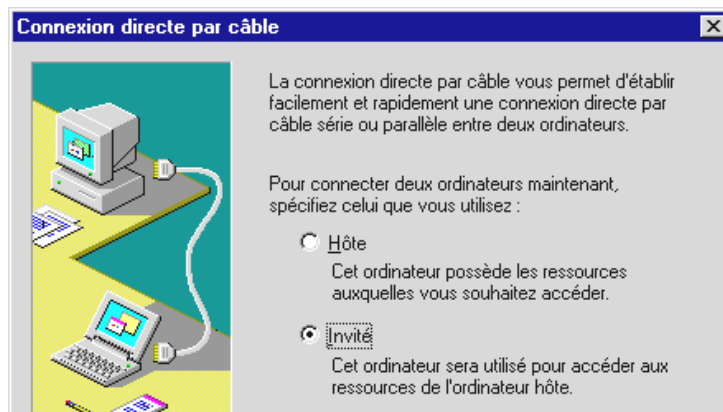 Connexion directe par câble
La connexion directe par câble vous permet d'établir
facilement et rapidement une connexion directe par
câble série ou parallèle entre deux ordinateurs.
Pour connecter deux ordinateurs maintenant,
spécifiez celui que vous utilisez :
Hôte
Cet ordinateur possède les ressources
auxquelles vous souhaitez accéder.
Invité
Cet ordinateur sera utilisé pour accéder aux
ressources de l'ordinateur hôte.